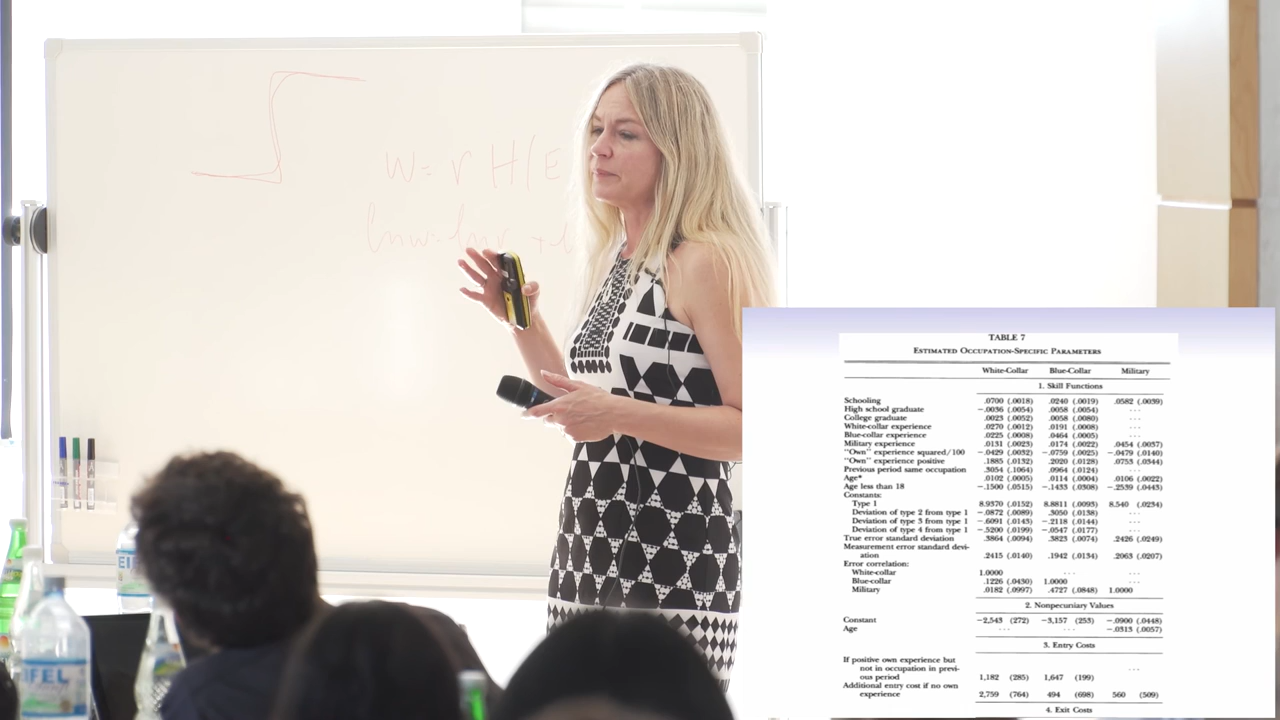 W = r H/E
lnw = lnr +
TABLE 7
ESTIMATED OCCUPATION-SPECIFIC PARAMETERS
White-Collar Blue-Collar Military
1. Skill Functions
Schooling .0700 (.0018) .0240 (.0019) .0582 (.0039)
High school graduate −.0036 (.0054) .0058 (.0054) ...
College graduate .0023 (.0052) .0058 (.0080) ...
White-collar experience .0270 (.0012) .0191 (.0008) ...
Blue-collar experience .0225 (.0008) .0464 (.0005) ...
Military experience .0131 (.0023) .0174 (.0022) .0454 (.0037)
"Own" experience squared/100 −.0429 (.0032) −.0759 (.0025) −.0479 (.0140)
"Own" experience positive .1885 (.0132) .2020 (.0128) .0753 (.0344)
Previous period same occupation .3054 (.1064) .0964 (.0124) ...
Age* .0102 (.0005) .0114 (.0004) .0106 (.0022)
Age less than 18 −.1500 (.0515) −.1433 (.0308) −.2539 (.0443)
Constants:
Type 1 8.9370 (.0152) 8.8811 (.0093) 8.540 (.0234)
Deviation of type 2 from type 1 −.0872 (.0089) .3050 (.0138) ...
Deviation of type 3 from type 1 −.6091 (.0143) −.2118 (.0144) ...
Deviation of type 4 from type 1 −.5200 (.0199) −.0547 (.0177) ...
True error standard deviation .3864 (.0094) .3823 (.0074) .2426 (.0249)
Measurement error standard devi-
ation .2415 (.0140) .1942 (.0134) .2063 (.0207)
Error correlation:
White-collar 1.0000 ... ...
Blue-collar .1226 (.0430) 1.0000 ...
Military .0182 (.0997) .4727 (.0848) 1.0000
2. Nonpecuniary Values
Constant −2,543 (272) −3,157 (253) −.0900 (.0448)
Age ... ... −.0313 (.0057)
3. Entry Costs
If positive own experience but
not in occupation in previ-
ous period 1,182 (285) 1,647 (199) ...
Additional entry cost if no own
experience 2,759 (764) 494 (698) 560 (509)
4. Exit Costs